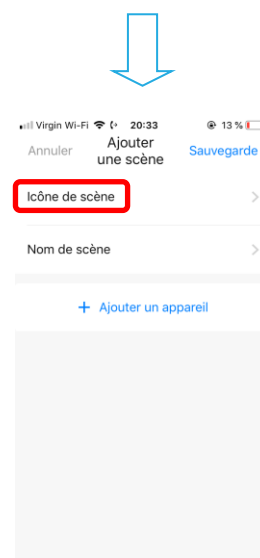 Virgin Wi-Fi 20:33 13 %
Annuler Ajouter une scène Sauvegarde
Icône de scène
Nom de scène
+ Ajouter un appareil